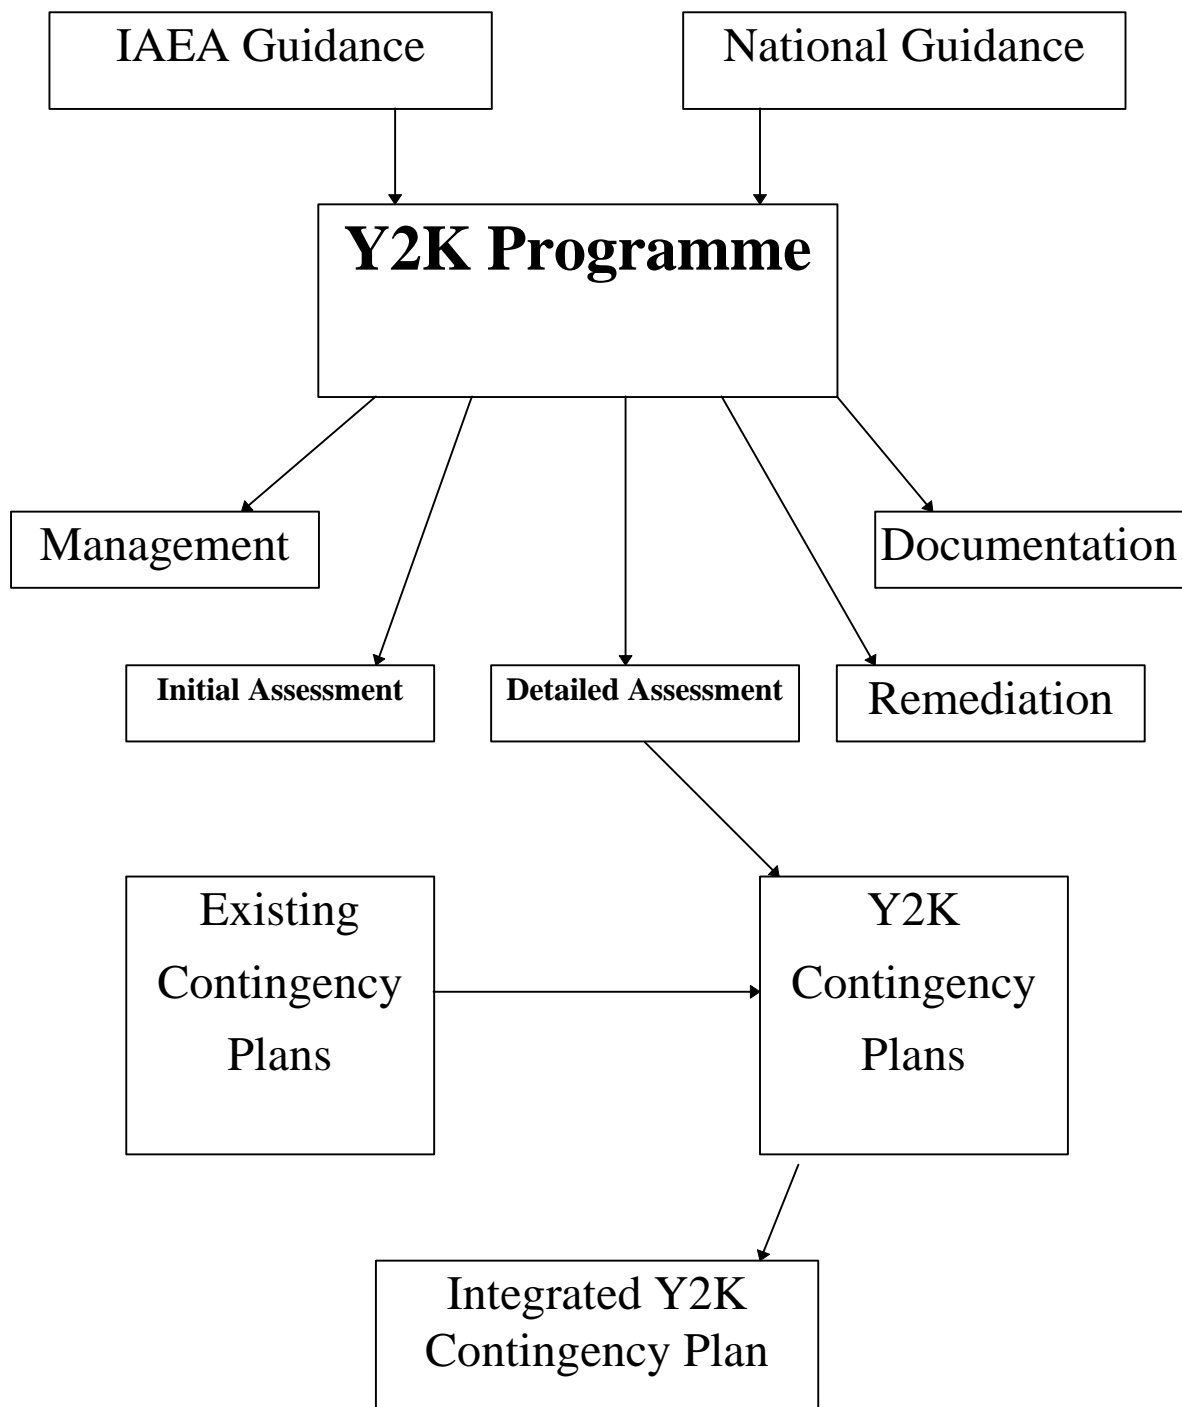 IAEA Guidance
National Guidance
Y2K Programme
Management
Documentation
Initial Assessment
Detailed Assessment
Remediation
Existing
Contingency
Plans
Y2K
Contingency
Plans
Integrated Y2K
Contingency Plan